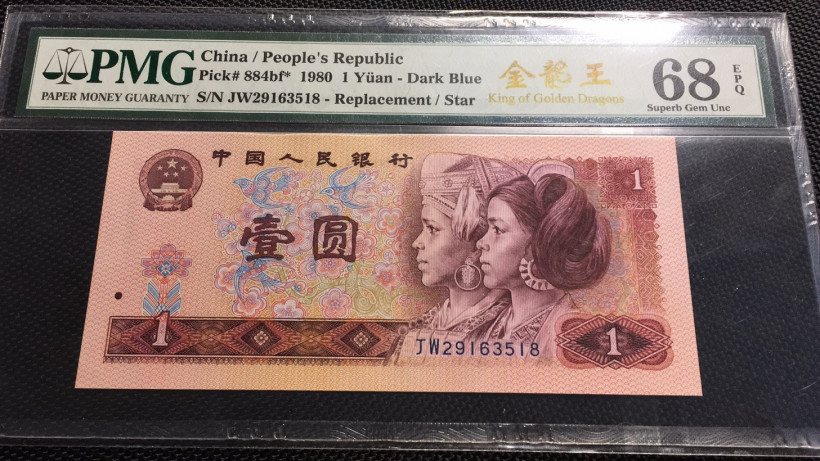 PMG
PAPER MONEY GUARANTY
China / People's Republic
Pick# 884bf* 1980 1 Yüan - Dark Blue
S/N JW29163518 - Replacement / Star
金龍王
King of Golden Dragons
68
EPQ
Superb Gem Unc
中国人民银行
1
壹圆
1
JW29163518
1